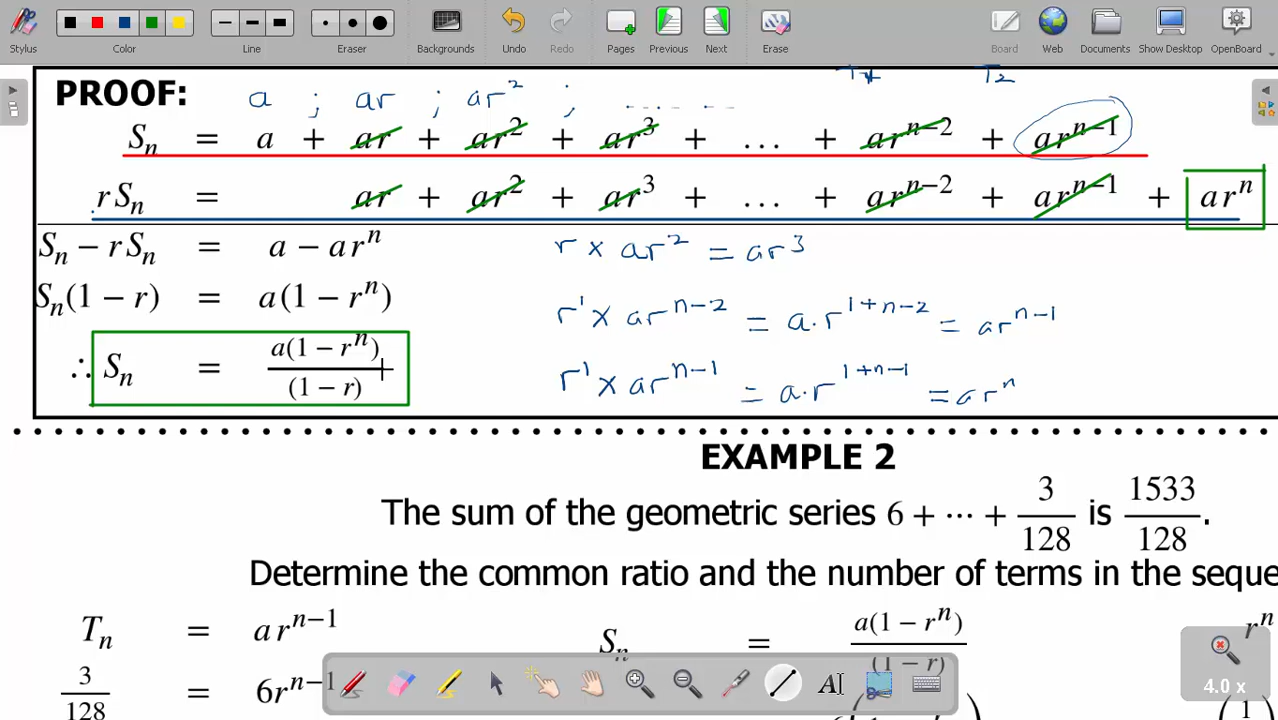 Stylus Color Line Eraser Backgrounds Undo Redo Pages Previous Next Erase Board Web Documents Show Desktop OpenBoard
PROOF: a ; ar ; ar² ; ... ...
Sₙ = a + ar + ar² + ar³ + ... + arⁿ⁻² + arⁿ⁻¹
rSₙ = ar + ar² + ar³ + ... + arⁿ⁻² + arⁿ⁻¹ + arⁿ
Sₙ − rSₙ = a − arⁿ
r × ar² = ar³
Sₙ(1 − r) = a(1 − rⁿ)
r¹ × arⁿ⁻² = a·r¹⁺ⁿ⁻² = arⁿ⁻¹
∴ Sₙ = a(1 − rⁿ) / (1 − r)
r¹ × arⁿ⁻¹ = a·r¹⁺ⁿ⁻¹ = arⁿ
EXAMPLE 2
The sum of the geometric series 6 + ⋯ + 3/128 is 1533/128.
Determine the common ratio and the number of terms in the seque
Tₙ = arⁿ⁻¹
Sₙ = a(1 − rⁿ) / (1 − r)
rⁿ
3/128 = 6rⁿ⁻¹
4.0 x